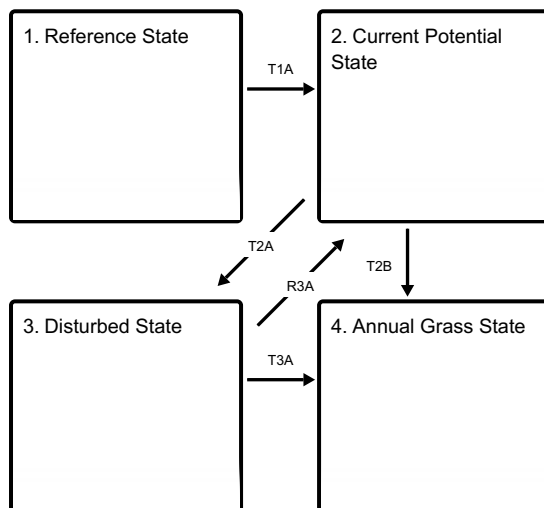 1. Reference State
T1A
2. Current Potential
State
T2A
R3A
T2B
3. Disturbed State
T3A
4. Annual Grass State